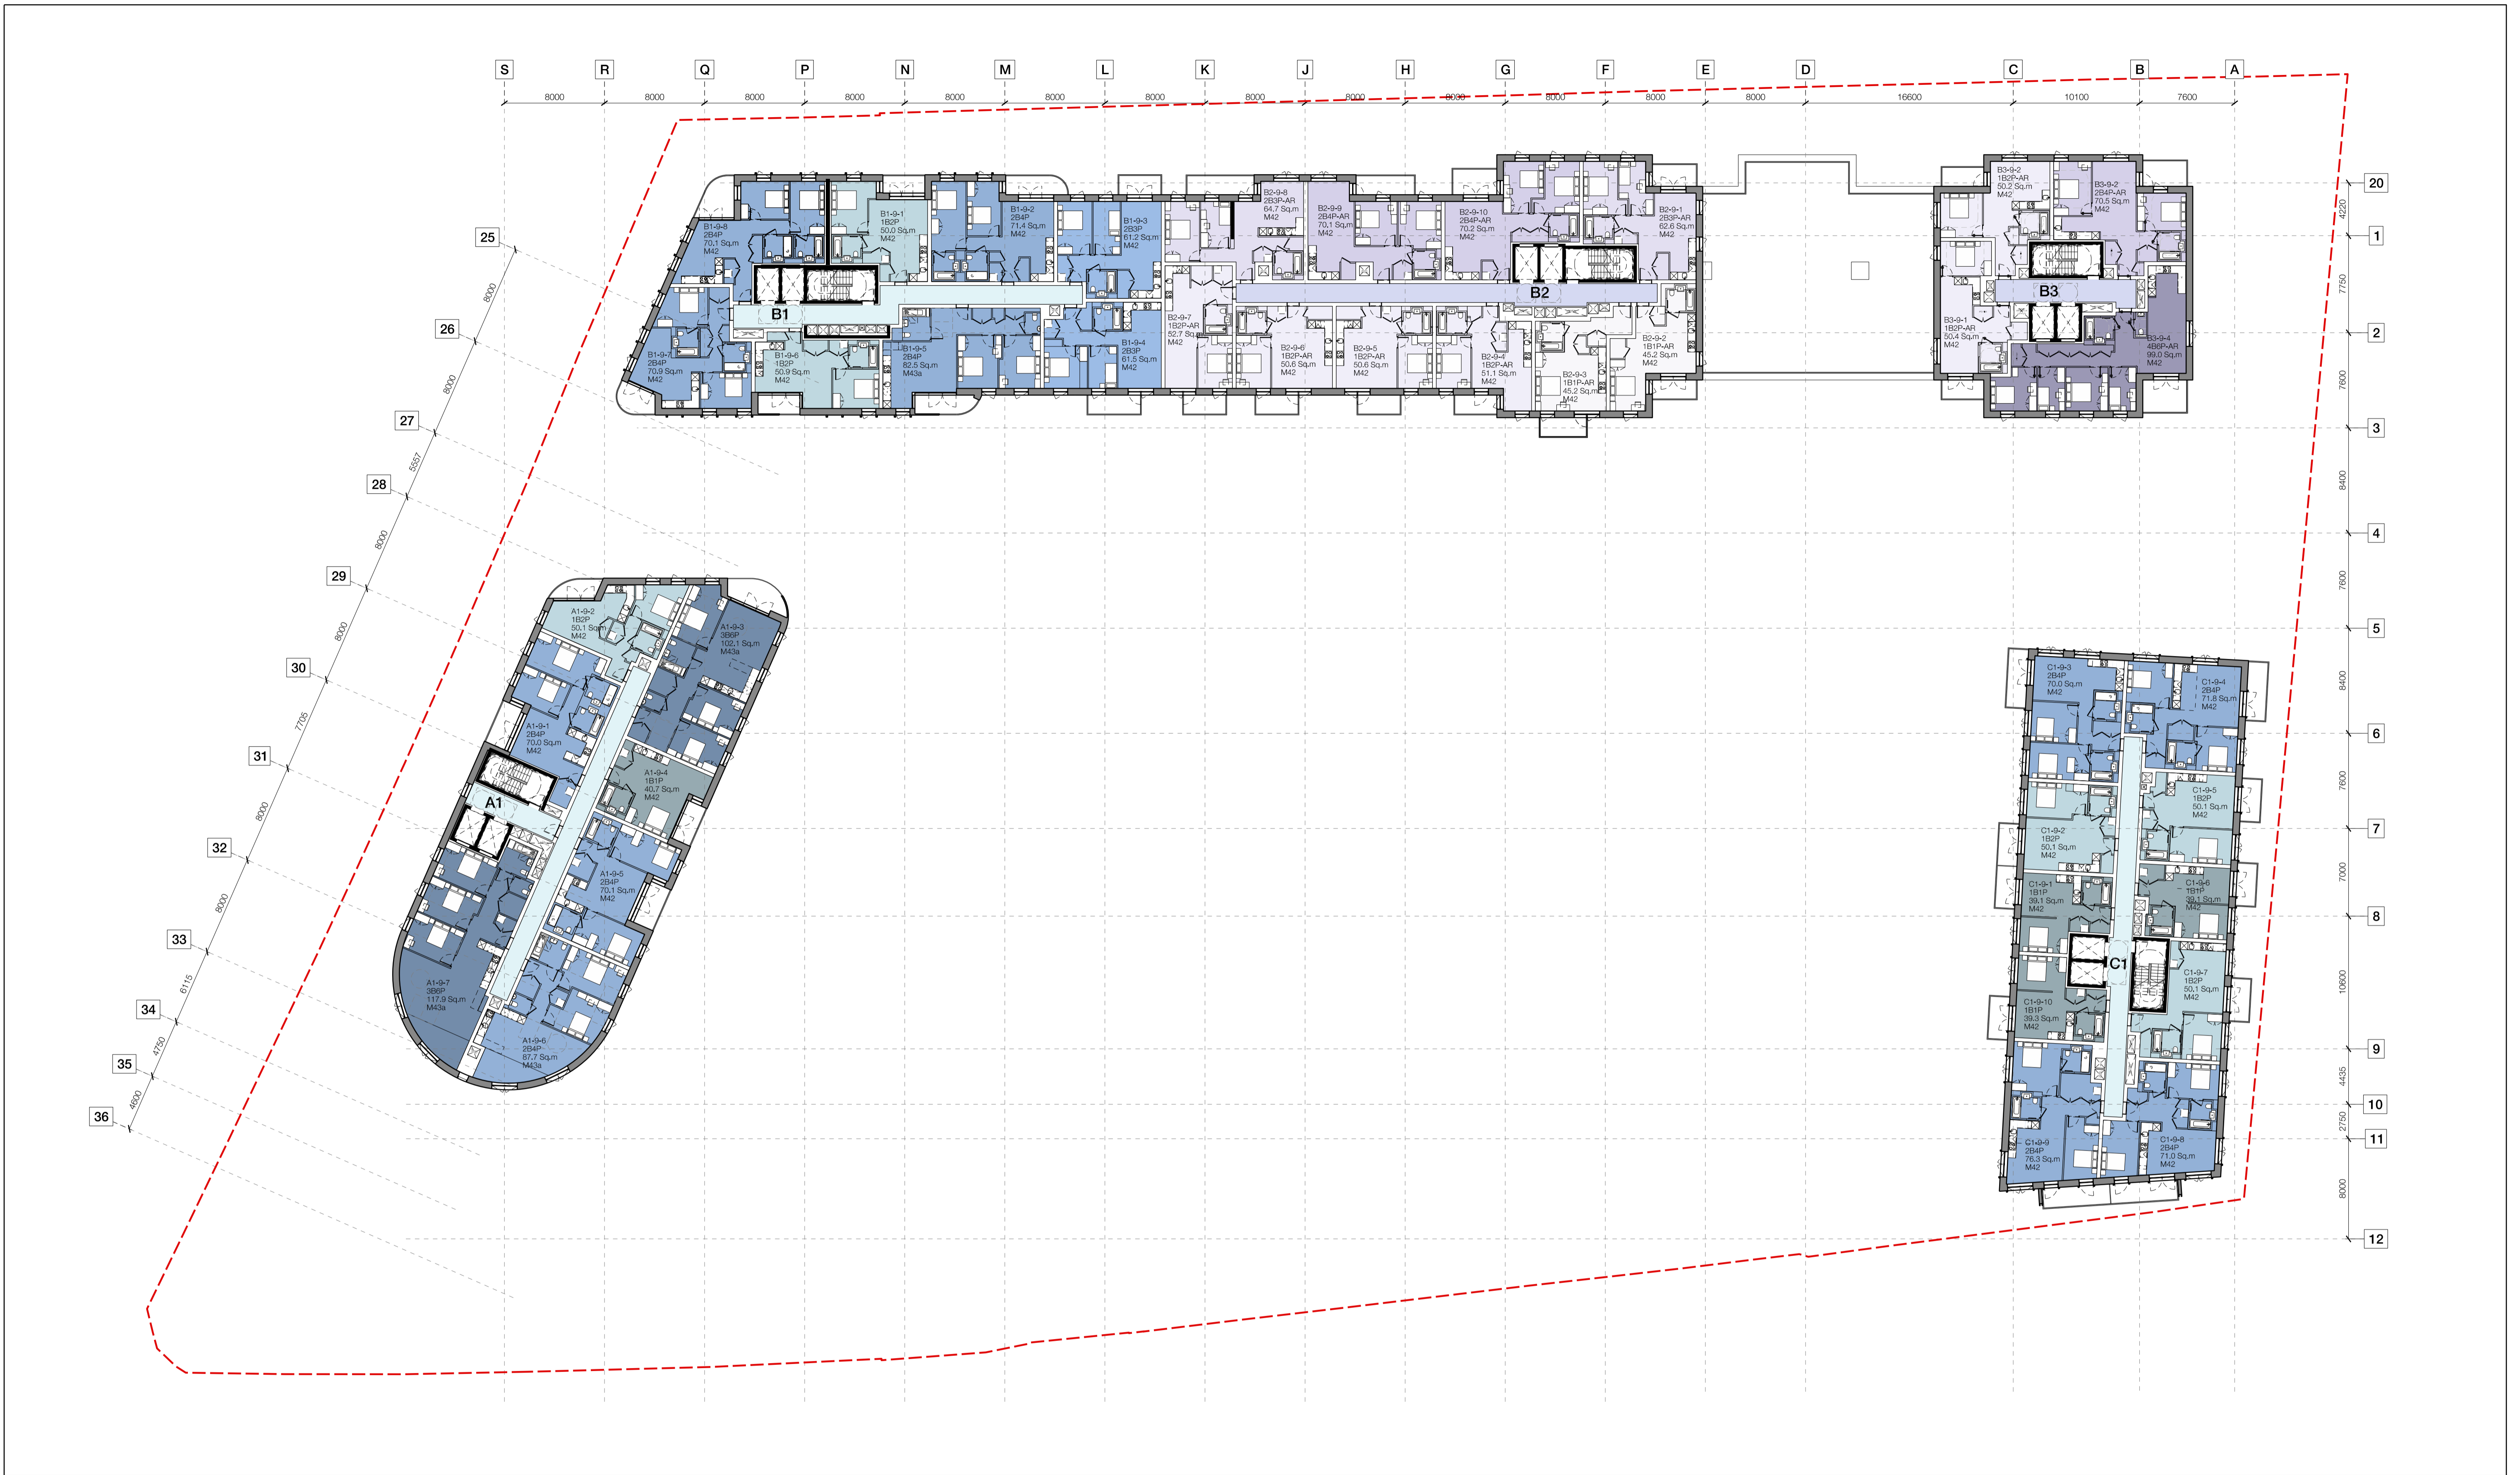 S
R
Q
P
N
M
L
K
J
H
G
F
E
D
C
B
A
8000
8000
8000
8000
8000
8000
8000
8000
8000
8000
8000
8000
8000
16600
10100
7600
20
4220
1
7750
2
7600
3
8400
4
7600
5
8400
6
7600
7
7000
8
10600
9
4435
10
2750
11
8000
12
25
8000
26
8000
27
5557
28
8000
29
8000
30
7705
31
8000
32
8000
33
6115
34
4750
35
4600
36
B1-9-8
2B4P
70.1 Sq.m
M42
B1-9-1
1B2P
50.0 Sq.m
M42
B1-9-2
2B4P
71.4 Sq.m
M42
B1-9-3
2B3P
61.2 Sq.m
M42
B1
B1-9-7
2B4P
70.9 Sq.m
M42
B1-9-6
1B2P
50.9 Sq.m
M42
B1-9-5
2B4P
82.5 Sq.m
M43a
B1-9-4
2B3P
61.5 Sq.m
M42
B2-9-8
2B3P-AR
64.7 Sq.m
M42
B2-9-9
2B4P-AR
70.1 Sq.m
M42
B2-9-10
2B4P-AR
70.2 Sq.m
M42
B2-9-1
2B3P-AR
62.6 Sq.m
M42
B2
B2-9-7
1B2P-AR
52.7 Sq.m
M42
B2-9-6
1B2P-AR
50.6 Sq.m
M42
B2-9-5
1B2P-AR
50.6 Sq.m
M42
B2-9-4
1B2P-AR
51.1 Sq.m
M42
B2-9-3
1B1P-AR
45.2 Sq.m
M42
B2-9-2
1B1P-AR
45.2 Sq.m
M42
B3-9-2
1B2P-AR
50.2 Sq.m
M42
B3-9-2
2B4P-AR
70.5 Sq.m
M42
B3
B3-9-1
1B2P-AR
50.4 Sq.m
M42
B3-9-4
4B6P-AR
99.0 Sq.m
M42
A1-9-2
1B2P
50.1 Sq.m
M42
A1-9-3
3B6P
102.1 Sq.m
M43a
A1-9-1
2B4P
70.0 Sq.m
M42
A1-9-4
1B1P
40.7 Sq.m
M42
A1
A1-9-5
2B4P
70.1 Sq.m
M42
A1-9-7
3B6P
117.9 Sq.m
M43a
A1-9-6
2B4P
87.7 Sq.m
M43a
C1-9-3
2B4P
70.0 Sq.m
M42
C1-9-4
2B4P
71.8 Sq.m
M42
C1-9-5
1B2P
50.1 Sq.m
M42
C1-9-2
1B2P
50.1 Sq.m
M42
C1-9-1
1B1P
39.1 Sq.m
M42
C1-9-6
1B1P
39.1 Sq.m
M42
C1
C1-9-7
1B2P
50.1 Sq.m
M42
C1-9-10
1B1P
39.3 Sq.m
M42
C1-9-9
2B4P
76.3 Sq.m
M42
C1-9-8
2B4P
71.0 Sq.m
M42